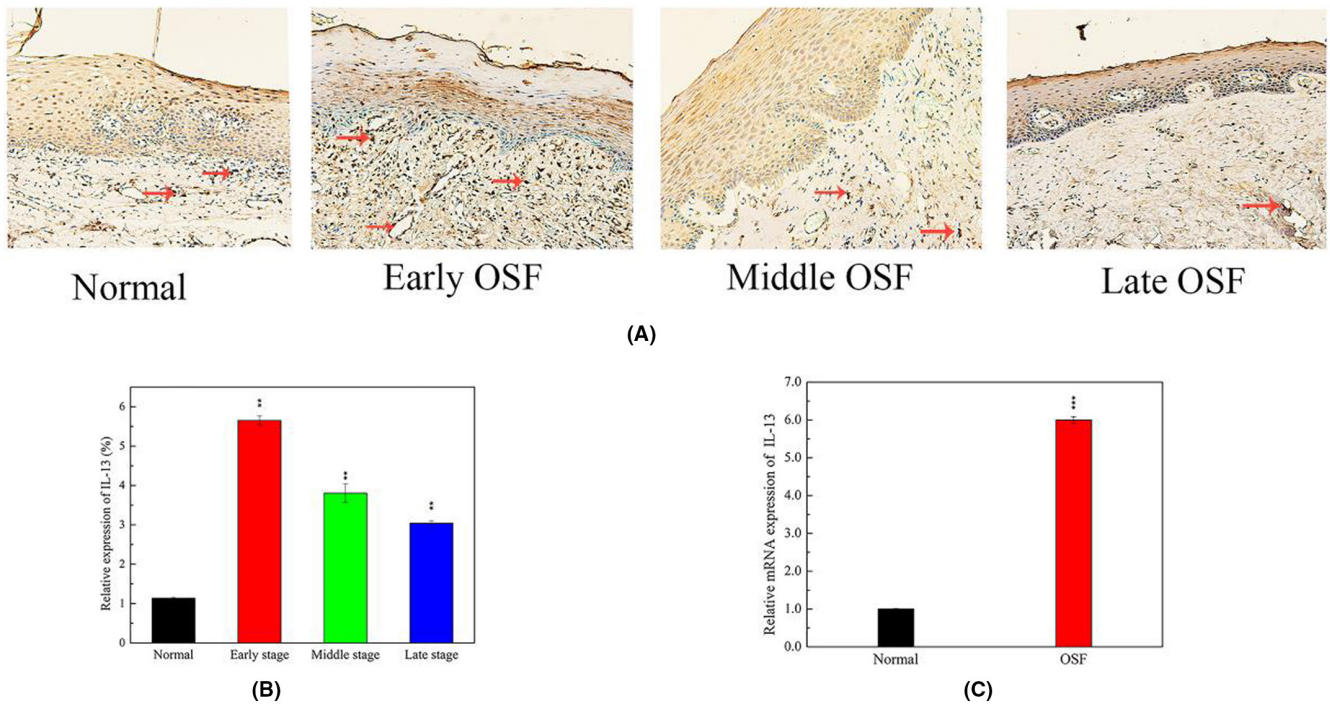 Normal
Early OSF
Middle OSF
Late OSF
(A)
Relative expression of IL-13 (%)
6
5
4
3
2
1
0
**
**
**
Normal
Early stage
Middle stage
Late stage
(B)
Relative mRNA expression of IL-13
7.0
6.0
5.0
4.0
3.0
2.0
1.0
0.0
***
Normal
OSF
(C)